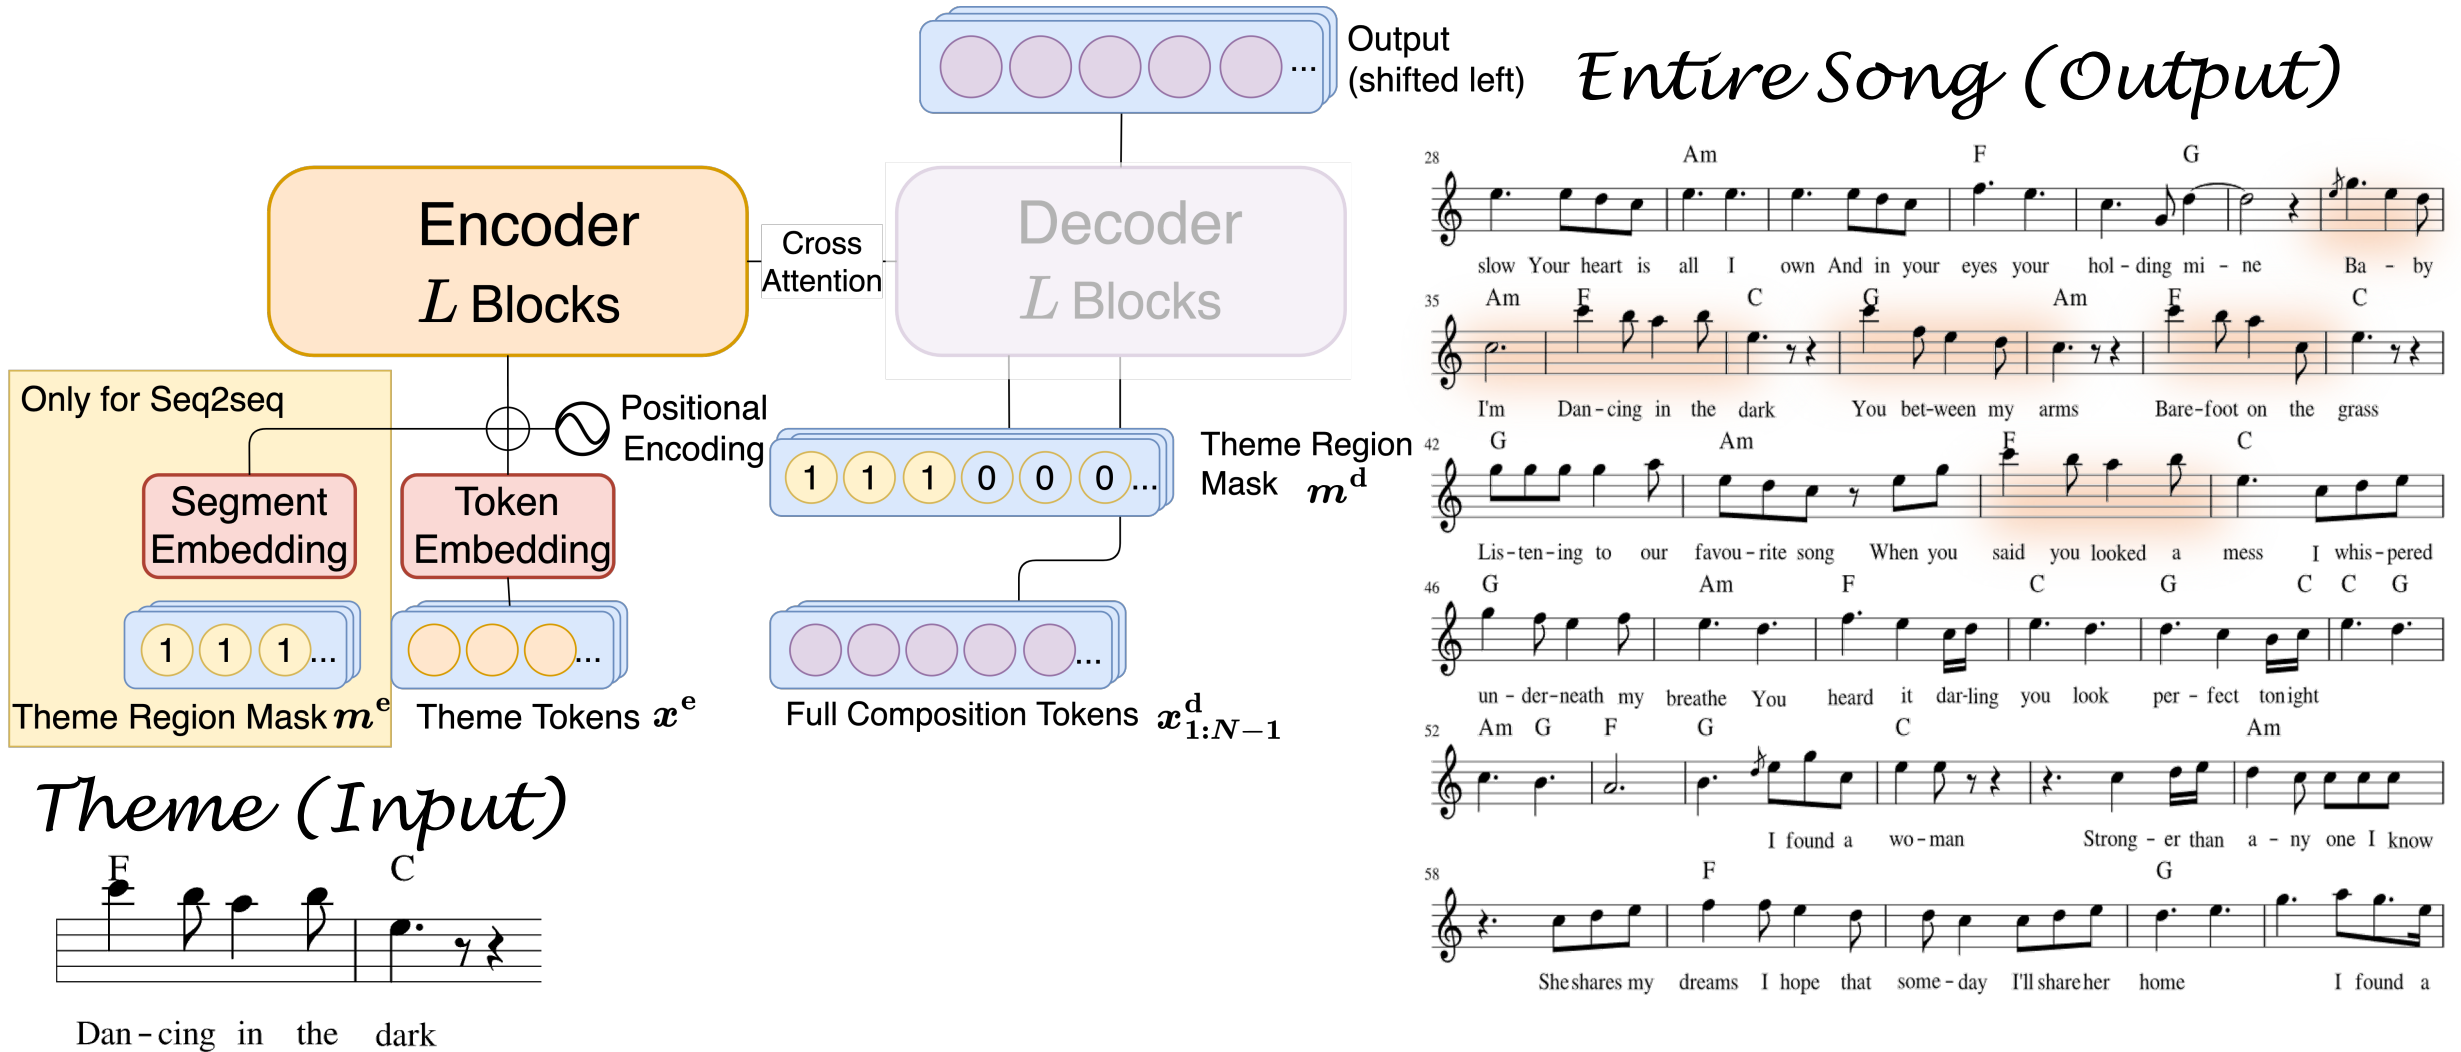 Output
(shifted left)
Entire Song (Output)
Encoder
L Blocks
Cross
Attention
Decoder
L Blocks
Only for Seq2seq
Positional
Encoding
Segment
Embedding
Token
Embedding
1 1 1 0 0 0 ...
Theme Region
Mask m^d
1 1 1 ...
...
...
Theme Region Mask m^e
Theme Tokens x^e
Full Composition Tokens x^d_{1:N-1}
Theme (Input)
F C
Dan - cing in the dark
28 Am F G
slow Your heart is all I own And in your eyes your hol - ding mi - ne Ba - by
35 Am F C G Am F C
I'm Dan - cing in the dark You bet - ween my arms Bare - foot on the grass
42 G Am F C
Lis - ten - ing to our favou - rite song When you said you looked a mess I whis - pered
46 G Am F C G C C G
un - der - neath my breathe You heard it dar - ling you look per - fect tonight
52 Am G F G C Am
I found a wo - man Strong - er than a - ny one I know
58 F G
She shares my dreams I hope that some - day I'll share her home I found a